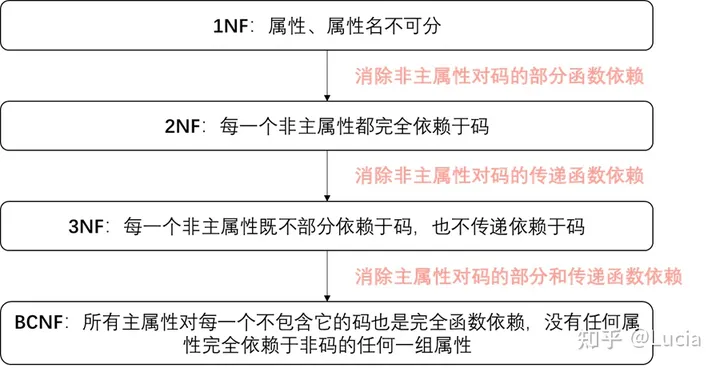 1NF：属性、属性名不可分
消除非主属性对码的部分函数依赖
2NF：每一个非主属性都完全依赖于码
消除非主属性对码的传递函数依赖
3NF：每一个非主属性既不部分依赖于码，也不传递依赖于码
消除主属性对码的部分和传递函数依赖
BCNF：所有主属性对每一个不包含它的码也是完全函数依赖，没有任何属
性完全依赖于非码的任何一组属性
知乎 @Lucia